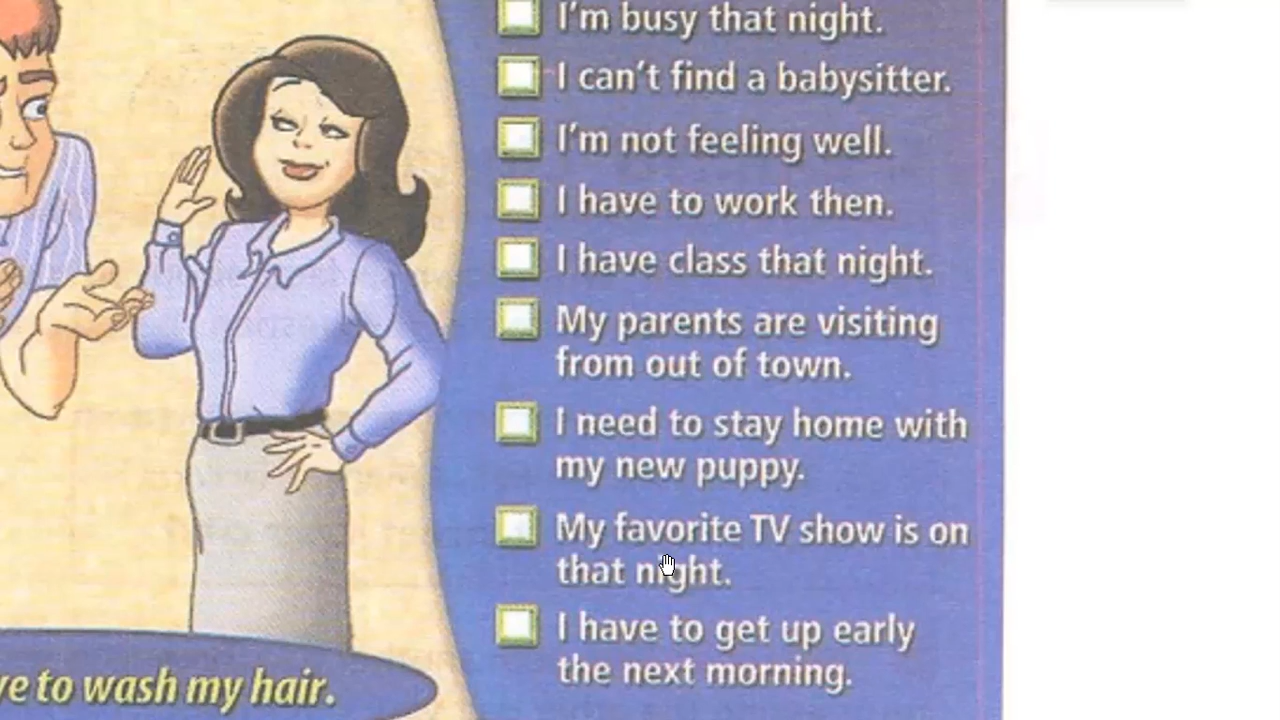 I'm busy that night.
I can't find a babysitter.
I'm not feeling well.
I have to work then.
I have class that night.
My parents are visiting
from out of town.
I need to stay home with
my new puppy.
My favorite TV show is on
that night.
I have to get up early
the next morning.
ve to wash my hair.